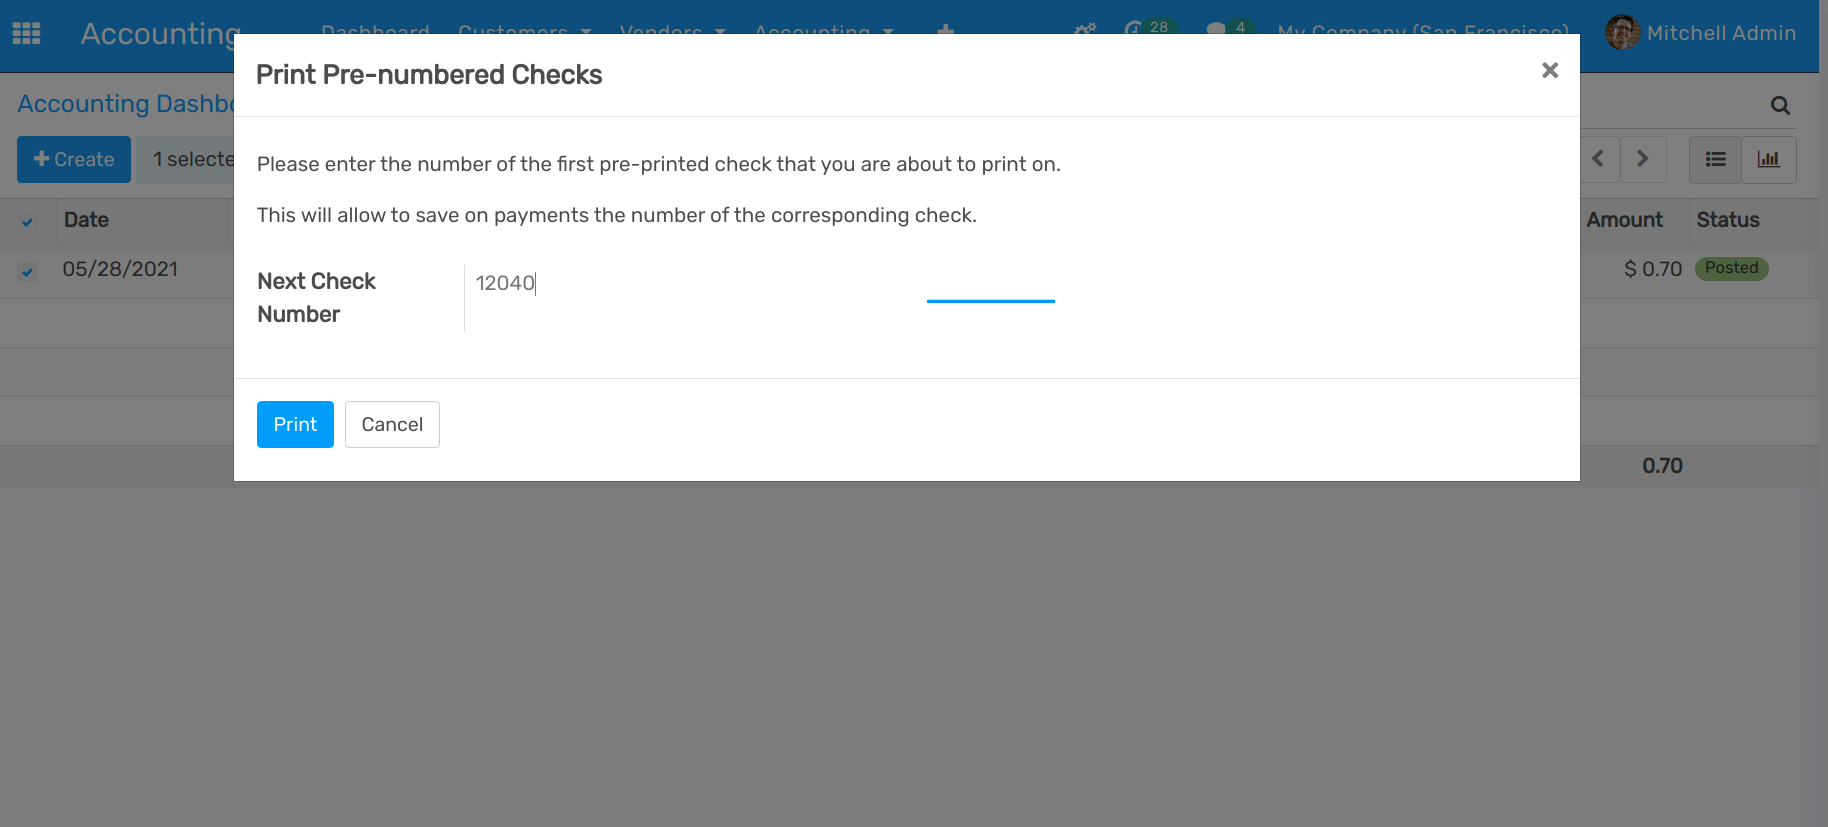 Accounting
Dashboard Customers Vendors Accounting 28 4 My Company (San Francisco) Mitchell Admin
Print Pre-numbered Checks
Accounting
Create 1
Please enter the number of the first pre-printed check that you are about to print on.
This will allow to save on payments the number of the corresponding check.
Date Amount Status
05/28/2021 $ 0.70 Posted
Next Check
Number
12040
Print Cancel
0.70